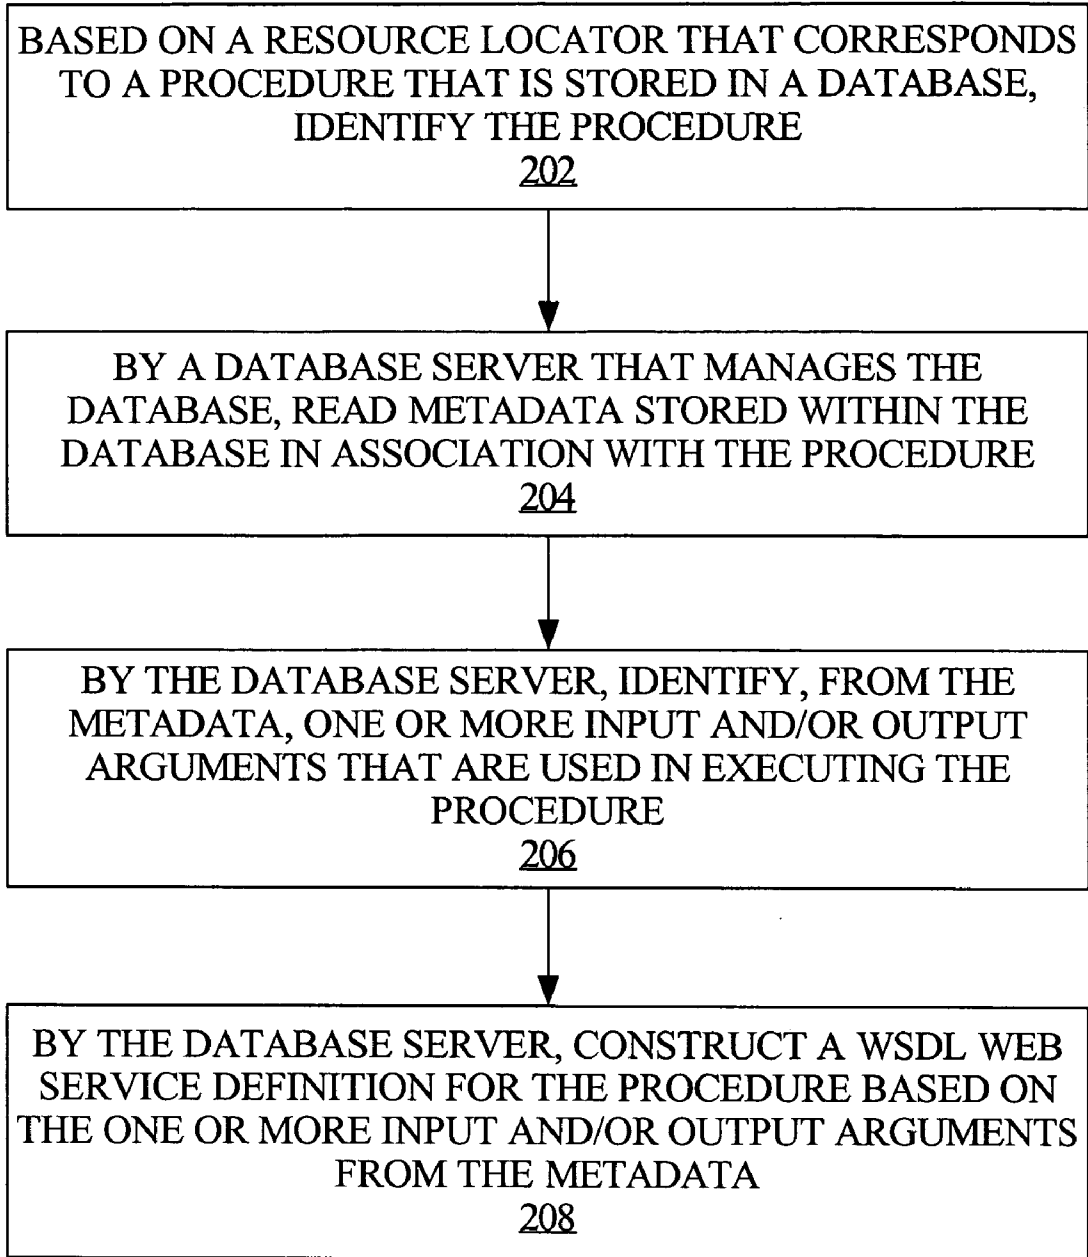 BASED ON A RESOURCE LOCATOR THAT CORRESPONDS
TO A PROCEDURE THAT IS STORED IN A DATABASE,
IDENTIFY THE PROCEDURE
202
BY A DATABASE SERVER THAT MANAGES THE
DATABASE, READ METADATA STORED WITHIN THE
DATABASE IN ASSOCIATION WITH THE PROCEDURE
204
BY THE DATABASE SERVER, IDENTIFY, FROM THE
METADATA, ONE OR MORE INPUT AND/OR OUTPUT
ARGUMENTS THAT ARE USED IN EXECUTING THE
PROCEDURE
206
BY THE DATABASE SERVER, CONSTRUCT A WSDL WEB
SERVICE DEFINITION FOR THE PROCEDURE BASED ON
THE ONE OR MORE INPUT AND/OR OUTPUT ARGUMENTS
FROM THE METADATA
208